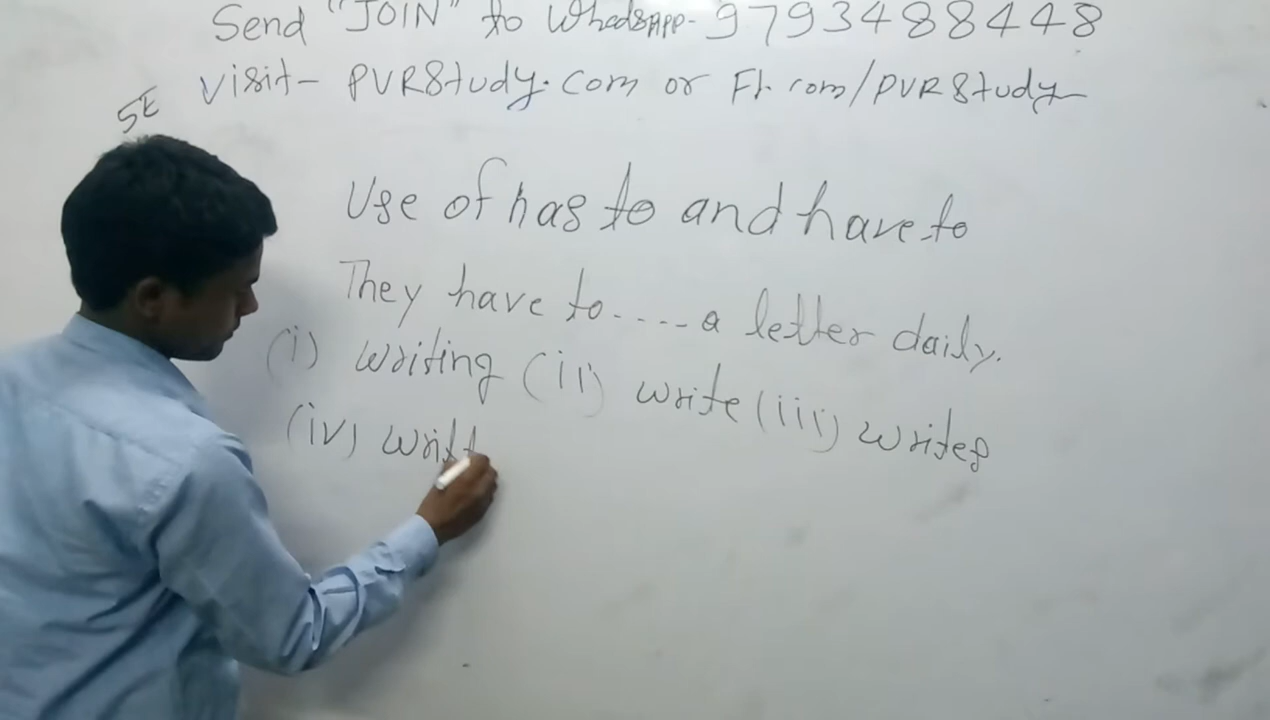 Send "JOIN" to WhatsApp- 9793488448
visit- PVRStudy.com or Fb.com/PVRStudy
SE
Use of has to and have to
They have to.....a letter daily.
(i) writing (ii) write (iii) writes
(iv) writt